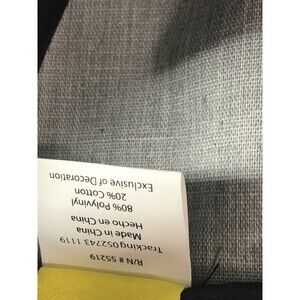 R/N # 55219
Tracking 052743 1119
Made in China
Hecho en China
80% Polyvinyl
20% Cotton
Exclusive of Decoration